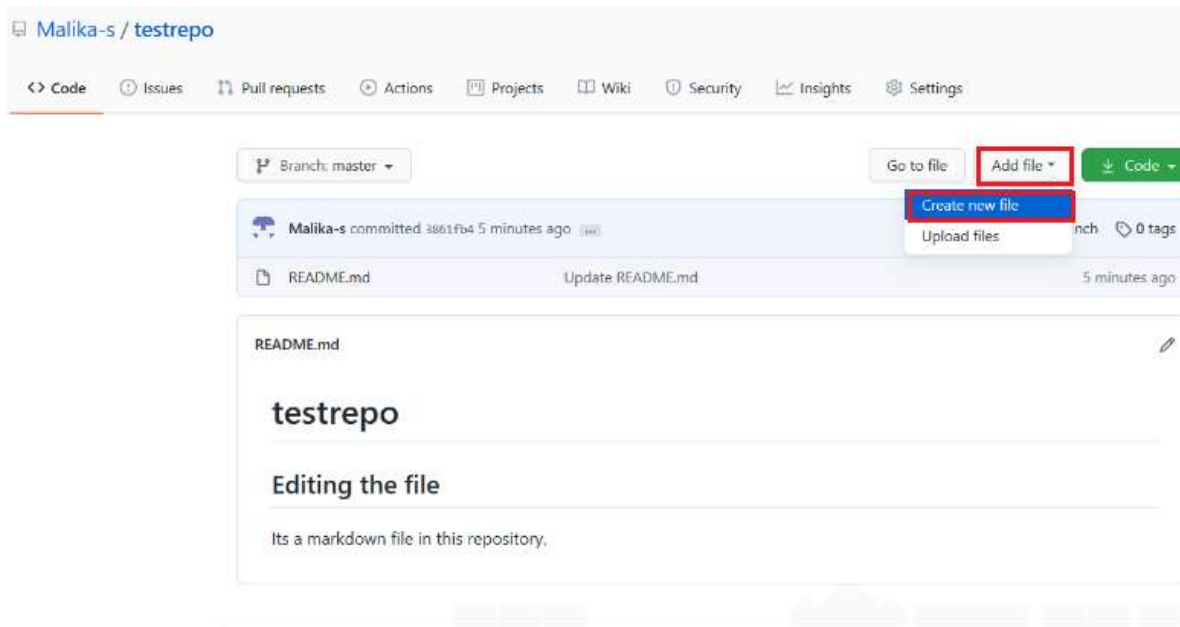 Malika-s / testrepo
<> Code Issues Pull requests Actions Projects Wiki Security Insights Settings
Branch: master Go to file Add file Code
Create new file
Malika-s committed 3861fb4 5 minutes ago nch 0 tags
Upload files
README.md Update README.md 5 minutes ago
README.md
testrepo
Editing the file
Its a markdown file in this repository.